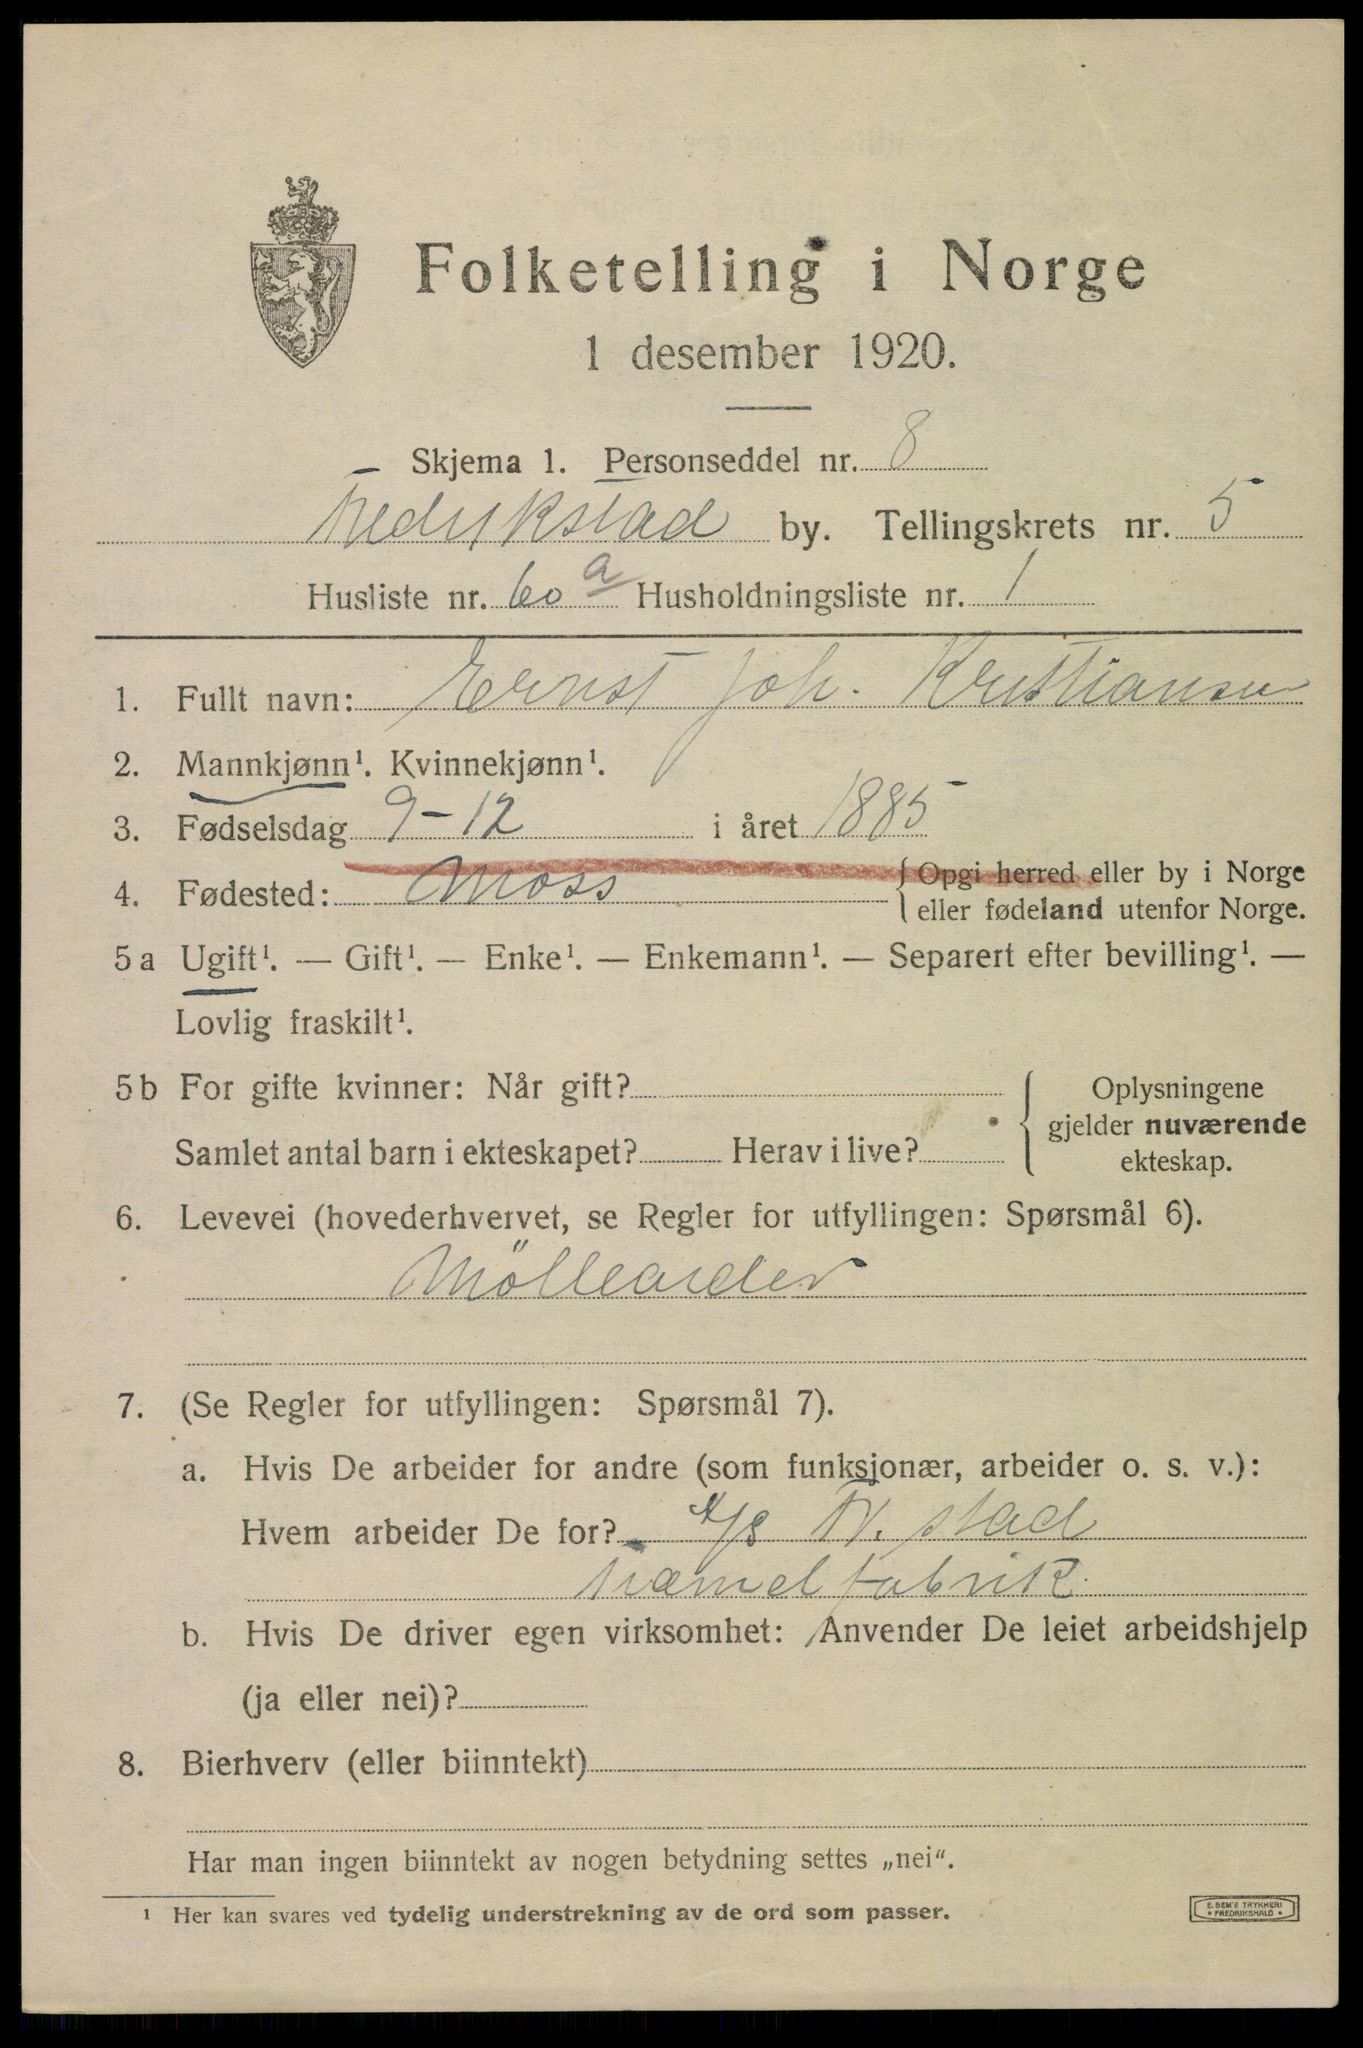 Folketelling i Norge
1 desember 1920.
Skjema 1. Personseddel nr. 8
Fredrikstad by. Tellingskrets nr. 5
Husliste nr. 60 a Husholdningsliste nr. 1
1. Fullt navn: Ernst Joh. Kristiansen
2. Mannkjønn¹. Kvinnekjønn¹.
3. Fødselsdag 9-12 i året 1885
4. Fødested: Moss { Opgi herred eller by i Norge
eller fødeland utenfor Norge.
5 a Ugift¹. — Gift¹. — Enke¹. — Enkemann¹. — Separert efter bevilling¹. —
Lovlig fraskilt¹.
5 b For gifte kvinner: Når gift?
Samlet antal barn i ekteskapet? Herav i live?
{ Oplysningene
gjelder nuværende
ekteskap.
6. Levevei (hovederhvervet, se Regler for utfyllingen: Spørsmål 6).
Möllearder
7. (Se Regler for utfyllingen: Spørsmål 7).
a. Hvis De arbeider for andre (som funksjonær, arbeider o. s. v.):
Hvem arbeider De for? A/S Fr. stad
Træmelfabrik
b. Hvis De driver egen virksomhet: Anvender De leiet arbeidshjelp
(ja eller nei)?
8. Bierhverv (eller biinntekt)
Har man ingen biinntekt av nogen betydning settes „nei“.
¹ Her kan svares ved tydelig understrekning av de ord som passer.
E. SEM'S TRYKKERI
* FREDRIKSHALD *